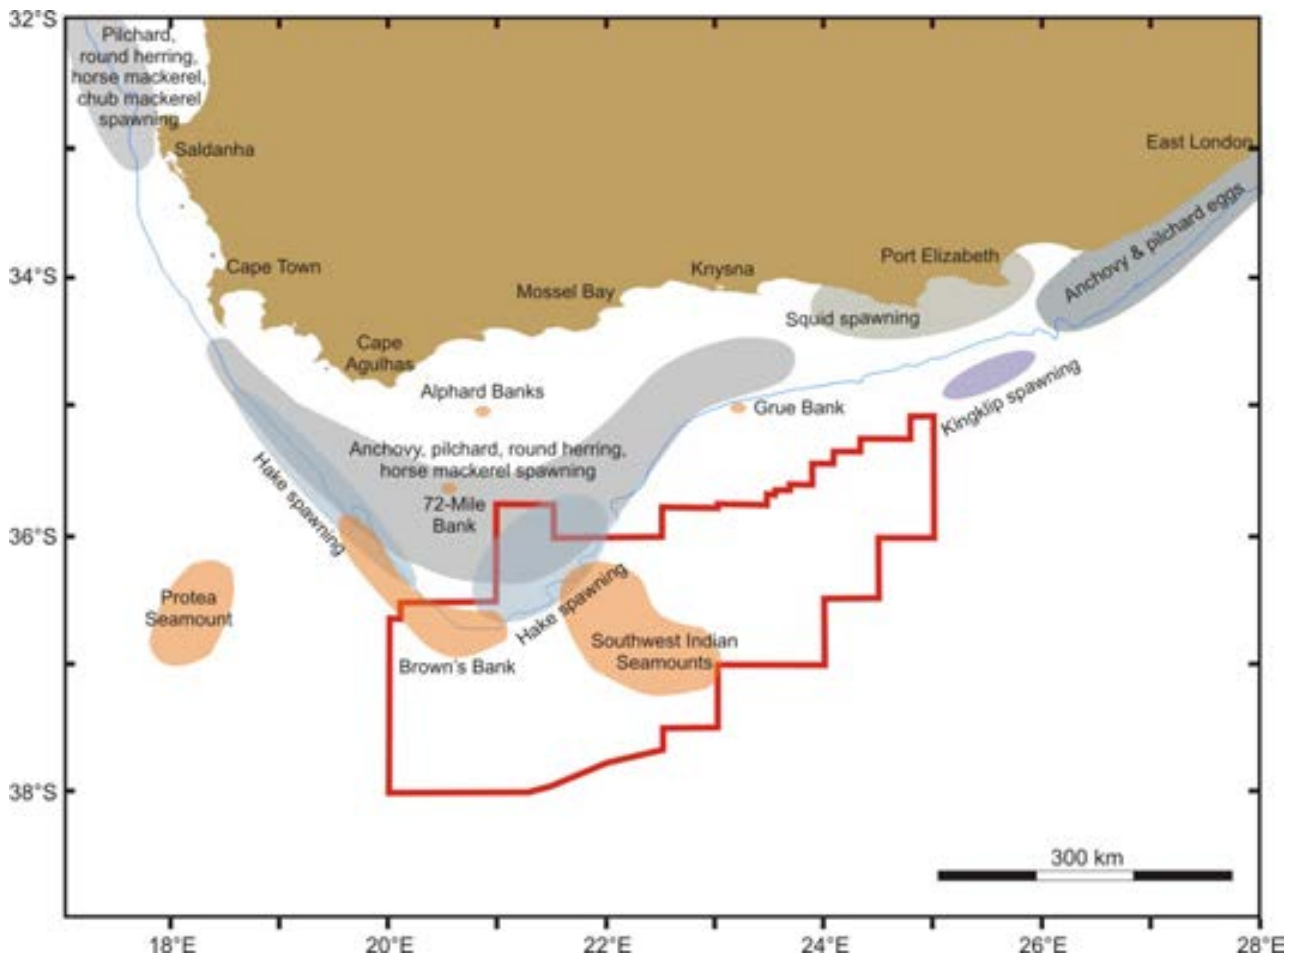 32°S
Pilchard,
round herring,
horse mackerel,
chub mackerel
spawning
Saldanha
East London
Anchovy & pilchard eggs
34°S
Cape Town
Port Elizabeth
Knysna
Mossel Bay
Squid spawning
Cape
Agulhas
Alphard Banks
Grue Bank
Kingklip spawning
Anchovy, pilchard, round herring,
horse mackerel spawning
Hake spawning
72-Mile
Bank
36°S
Hake spawning
Protea
Seamount
Southwest Indian
Seamounts
Brown's Bank
38°S
300 km
18°E
20°E
22°E
24°E
26°E
28°E